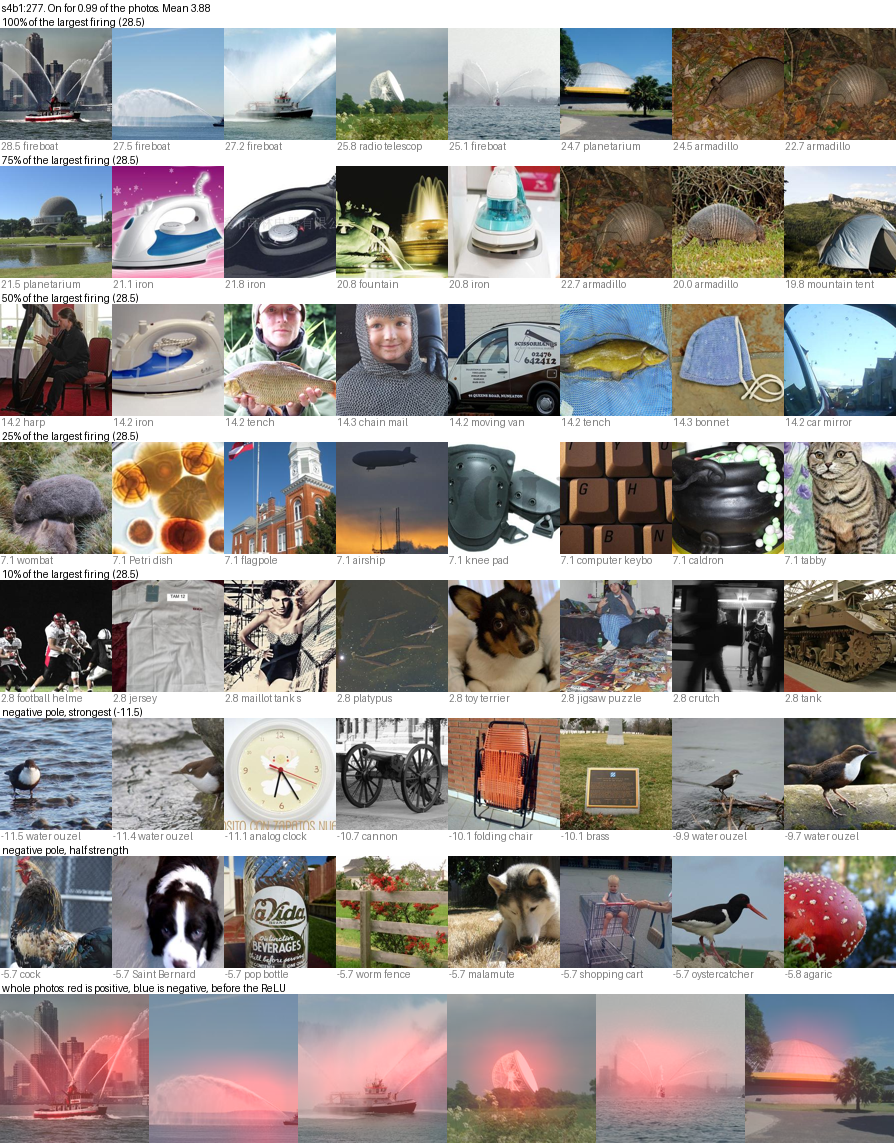 s4b1:277. On for 0.99 of the photos. Mean 3.88
100% of the largest firing (28.5)
28.5 fireboat 27.5 fireboat 27.2 fireboat 25.8 radio telescop 25.1 fireboat 24.7 planetarium 24.5 armadillo 22.7 armadillo
75% of the largest firing (28.5)
21.5 planetarium 21.1 iron 21.8 iron 20.8 fountain 20.8 iron 22.7 armadillo 20.0 armadillo 19.8 mountain tent
50% of the largest firing (28.5)
SCISSORHANDS
02476
642412
14.2 harp 14.2 iron 14.2 tench 14.3 chain mail 14.2 moving van 14.2 tench 14.3 bonnet 14.2 car mirror
25% of the largest firing (28.5)
G H
B N
7.1 wombat 7.1 Petri dish 7.1 flagpole 7.1 airship 7.1 knee pad 7.1 computer keybo 7.1 caldron 7.1 tabby
10% of the largest firing (28.5)
TAM 12
2.8 football helme 2.8 jersey 2.8 maillot tank s 2.8 platypus 2.8 toy terrier 2.8 jigsaw puzzle 2.8 crutch 2.8 tank
negative pole, strongest (-11.5)
12
3
6
-11.5 water ouzel -11.4 water ouzel -11.1 analog clock -10.7 cannon -10.1 folding chair -10.1 brass -9.9 water ouzel -9.7 water ouzel
negative pole, half strength
LaVida
BEVERAGES
-5.7 cock -5.7 Saint Bernard -5.7 pop bottle -5.7 worm fence -5.7 malamute -5.7 shopping cart -5.7 oystercatcher -5.8 agaric
whole photos: red is positive, blue is negative, before the ReLU